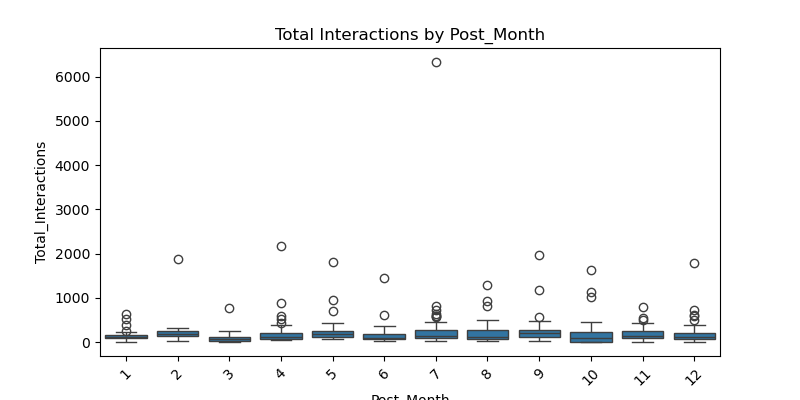 Total Interactions by Post_Month
Total_Interactions
6000
5000
4000
3000
2000
1000
0
1 2 3 4 5 6 7 8 9 10 11 12
Post_Month